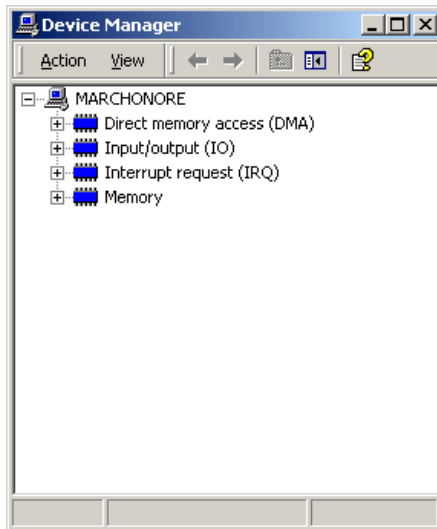 Device Manager
Action View
MARCHONORE
Direct memory access (DMA)
Input/output (IO)
Interrupt request (IRQ)
Memory